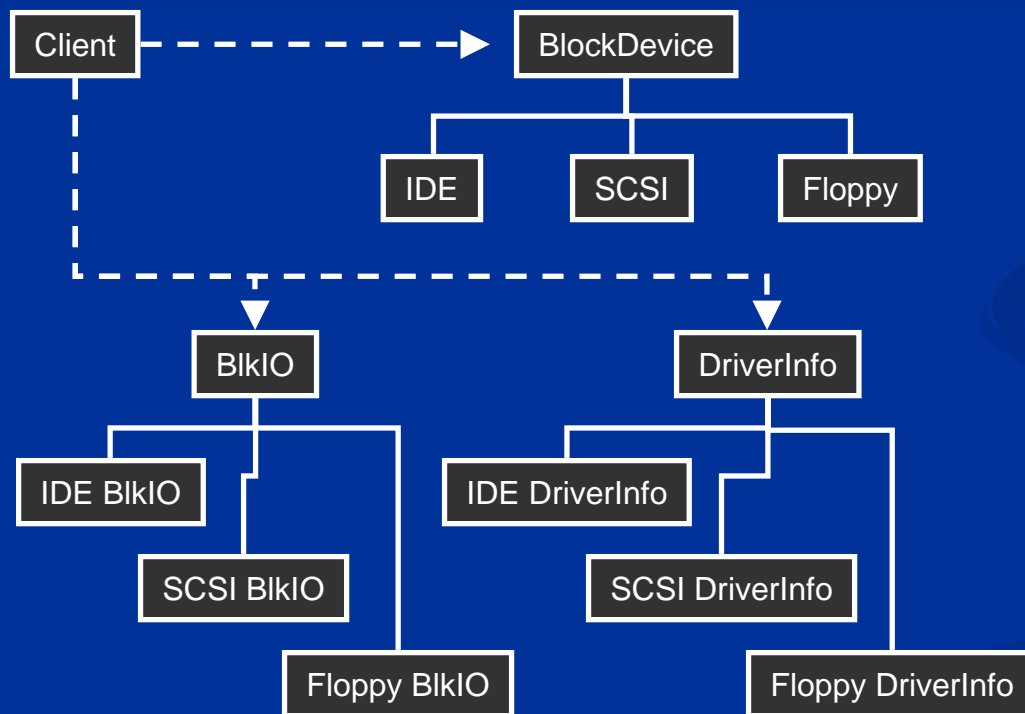 Client
BlockDevice
IDE
SCSI
Floppy
BlkIO
DriverInfo
IDE BlkIO
IDE DriverInfo
SCSI BlkIO
SCSI DriverInfo
Floppy BlkIO
Floppy DriverInfo